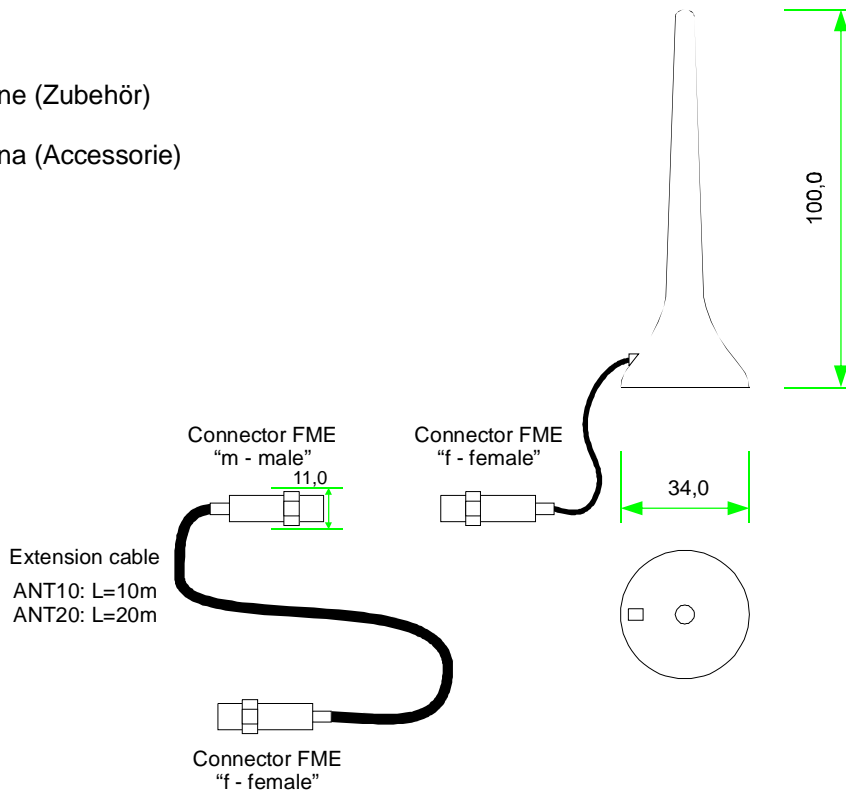 ne (Zubehör)
na (Accessorie)
100,0
Connector FME
“m - male”
11,0
Connector FME
“f - female”
34,0
Extension cable
ANT10: L=10m
ANT20: L=20m
Connector FME
“f - female”